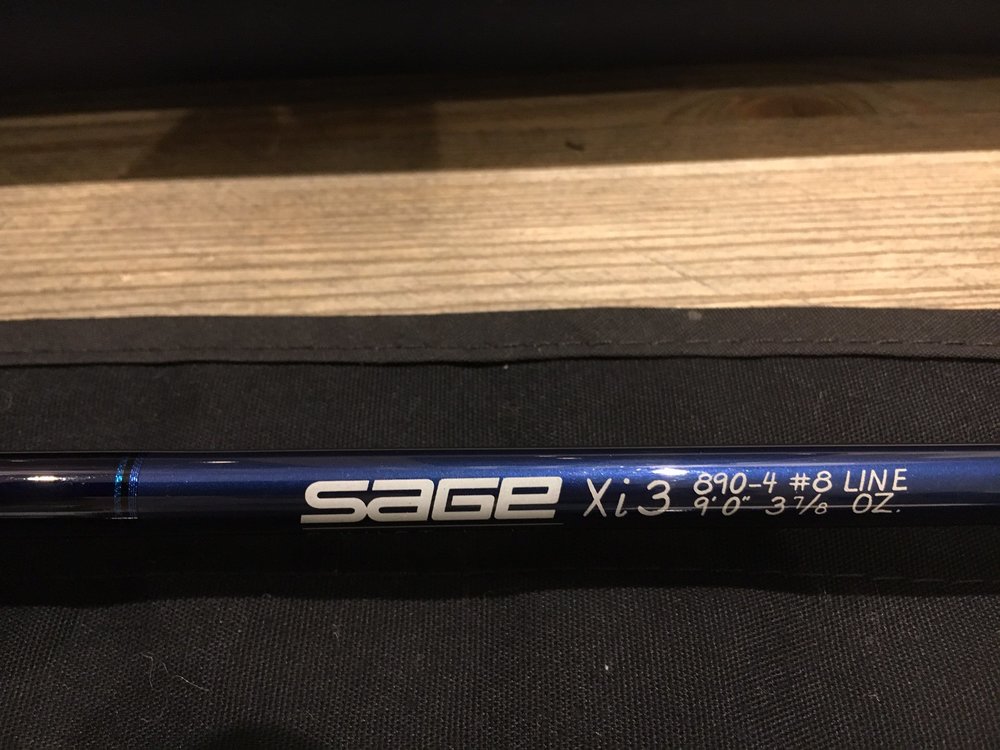 SAGE Xi3 890-4 #8 LINE
9'0" 3 7/8 OZ.